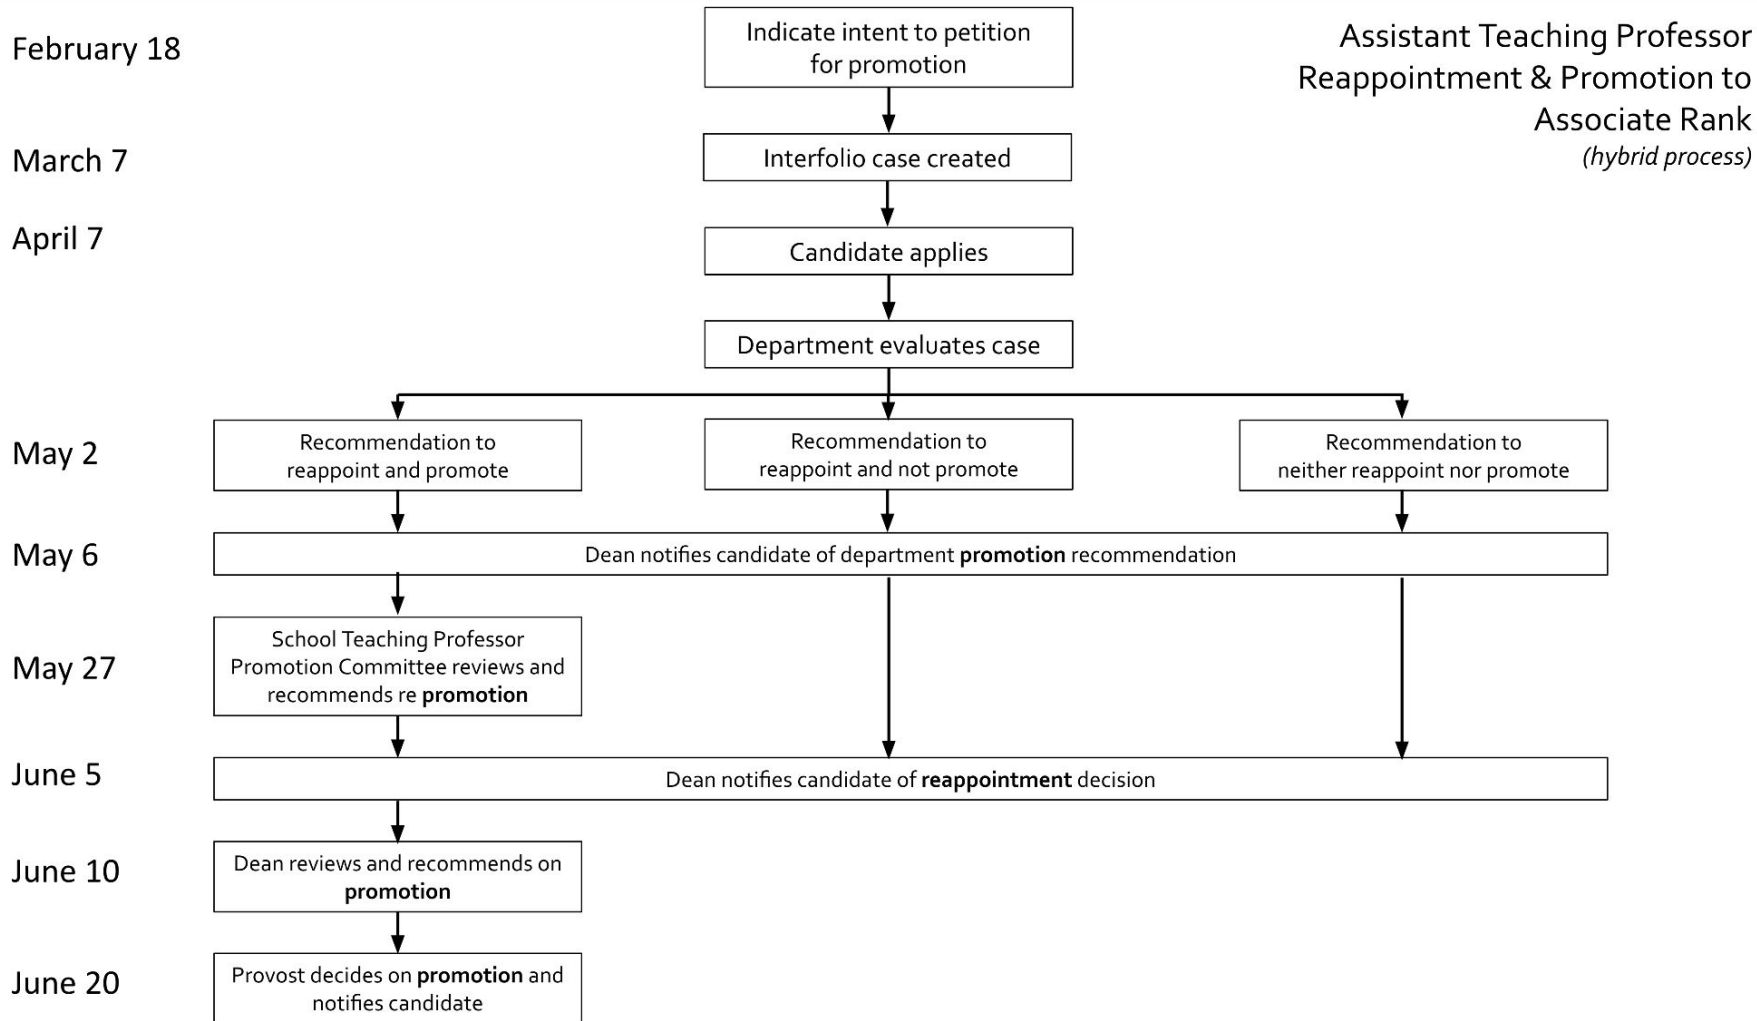 February 18
Indicate intent to petition
for promotion
Assistant Teaching Professor
Reappointment & Promotion to
Associate Rank
(hybrid process)
March 7
Interfolio case created
April 7
Candidate applies
Department evaluates case
May 2
Recommendation to
reappoint and promote
Recommendation to
reappoint and not promote
Recommendation to
neither reappoint nor promote
May 6
Dean notifies candidate of department promotion recommendation
May 27
School Teaching Professor
Promotion Committee reviews and
recommends re promotion
June 5
Dean notifies candidate of reappointment decision
June 10
Dean reviews and recommends on
promotion
June 20
Provost decides on promotion and
notifies candidate